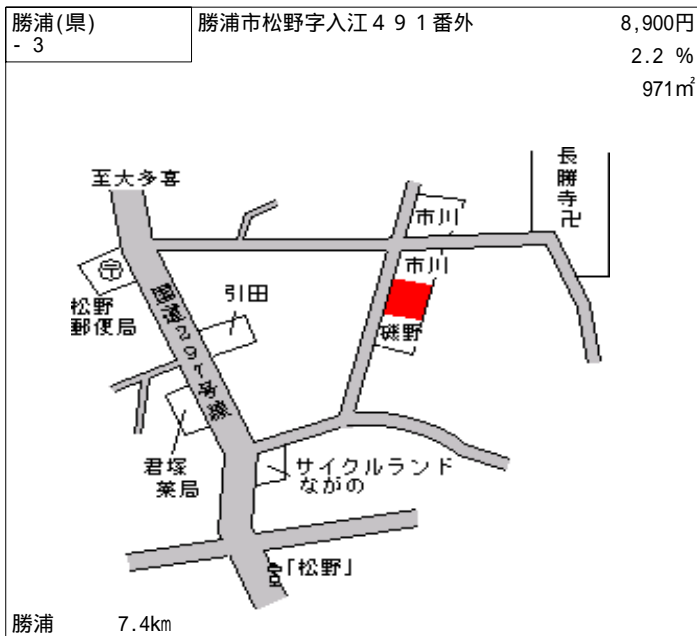 勝浦(県)
- 3
勝浦市松野字入江４９１番外
8,900円
2.2 %
971㎡
至大多喜
長勝寺卍
市川
市川
〒
松野
郵便局
引田
国道297号線
磯野
君塚
薬局
サイクルランド
ながの
「松野」
勝浦 7.4km